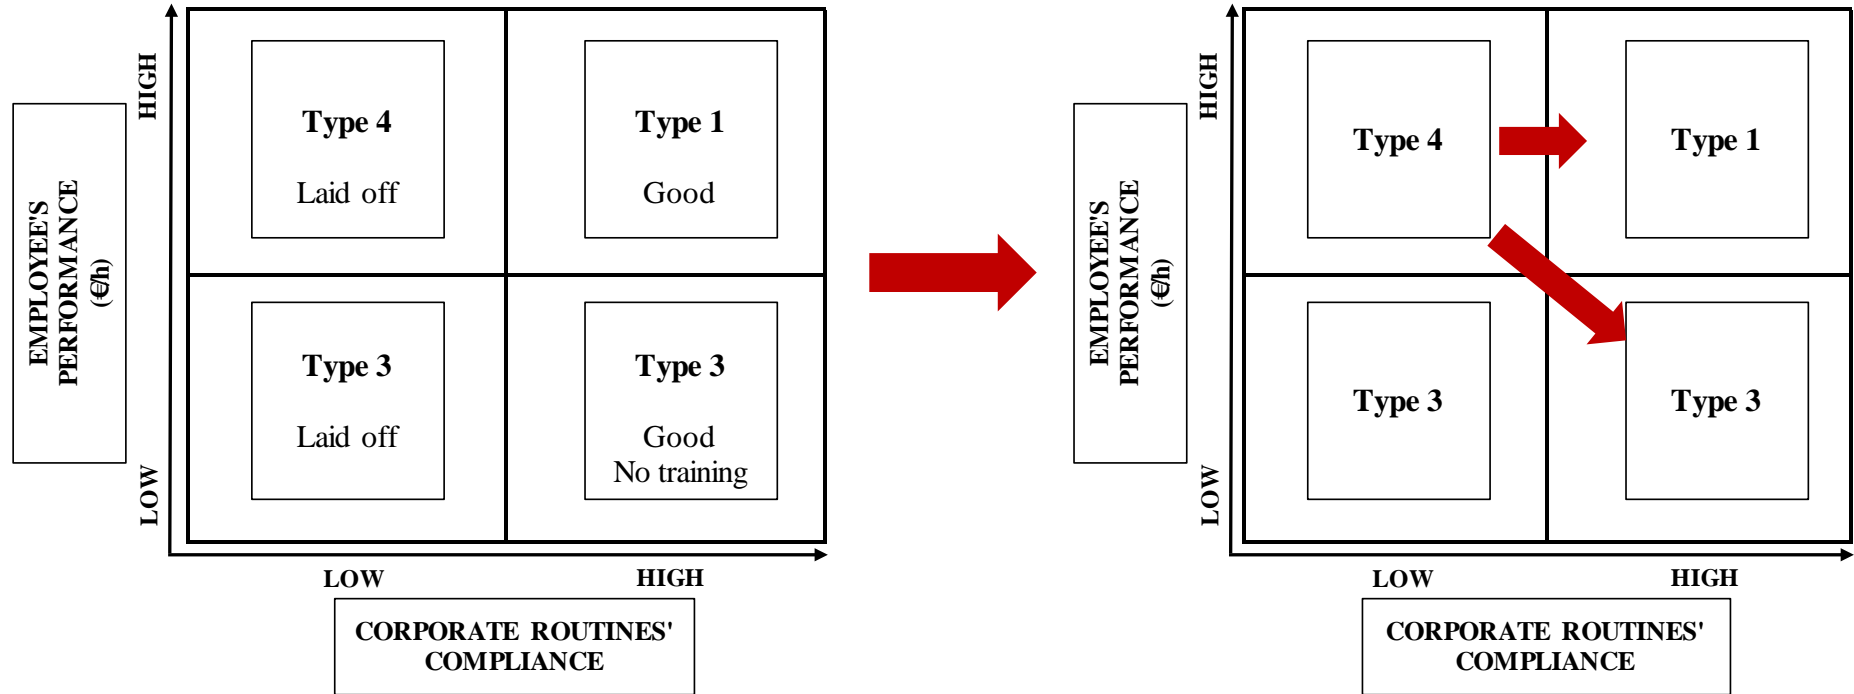 EMPLOYEE'S
PERFORMANCE
(€/h)
HIGH
LOW
Type 4
Laid off
Type 1
Good
Type 3
Laid off
Type 3
Good
No training
LOW
HIGH
CORPORATE ROUTINES'
COMPLIANCE
EMPLOYEE'S
PERFORMANCE
(€/h)
HIGH
LOW
Type 4
Type 1
Type 3
Type 3
LOW
HIGH
CORPORATE ROUTINES'
COMPLIANCE